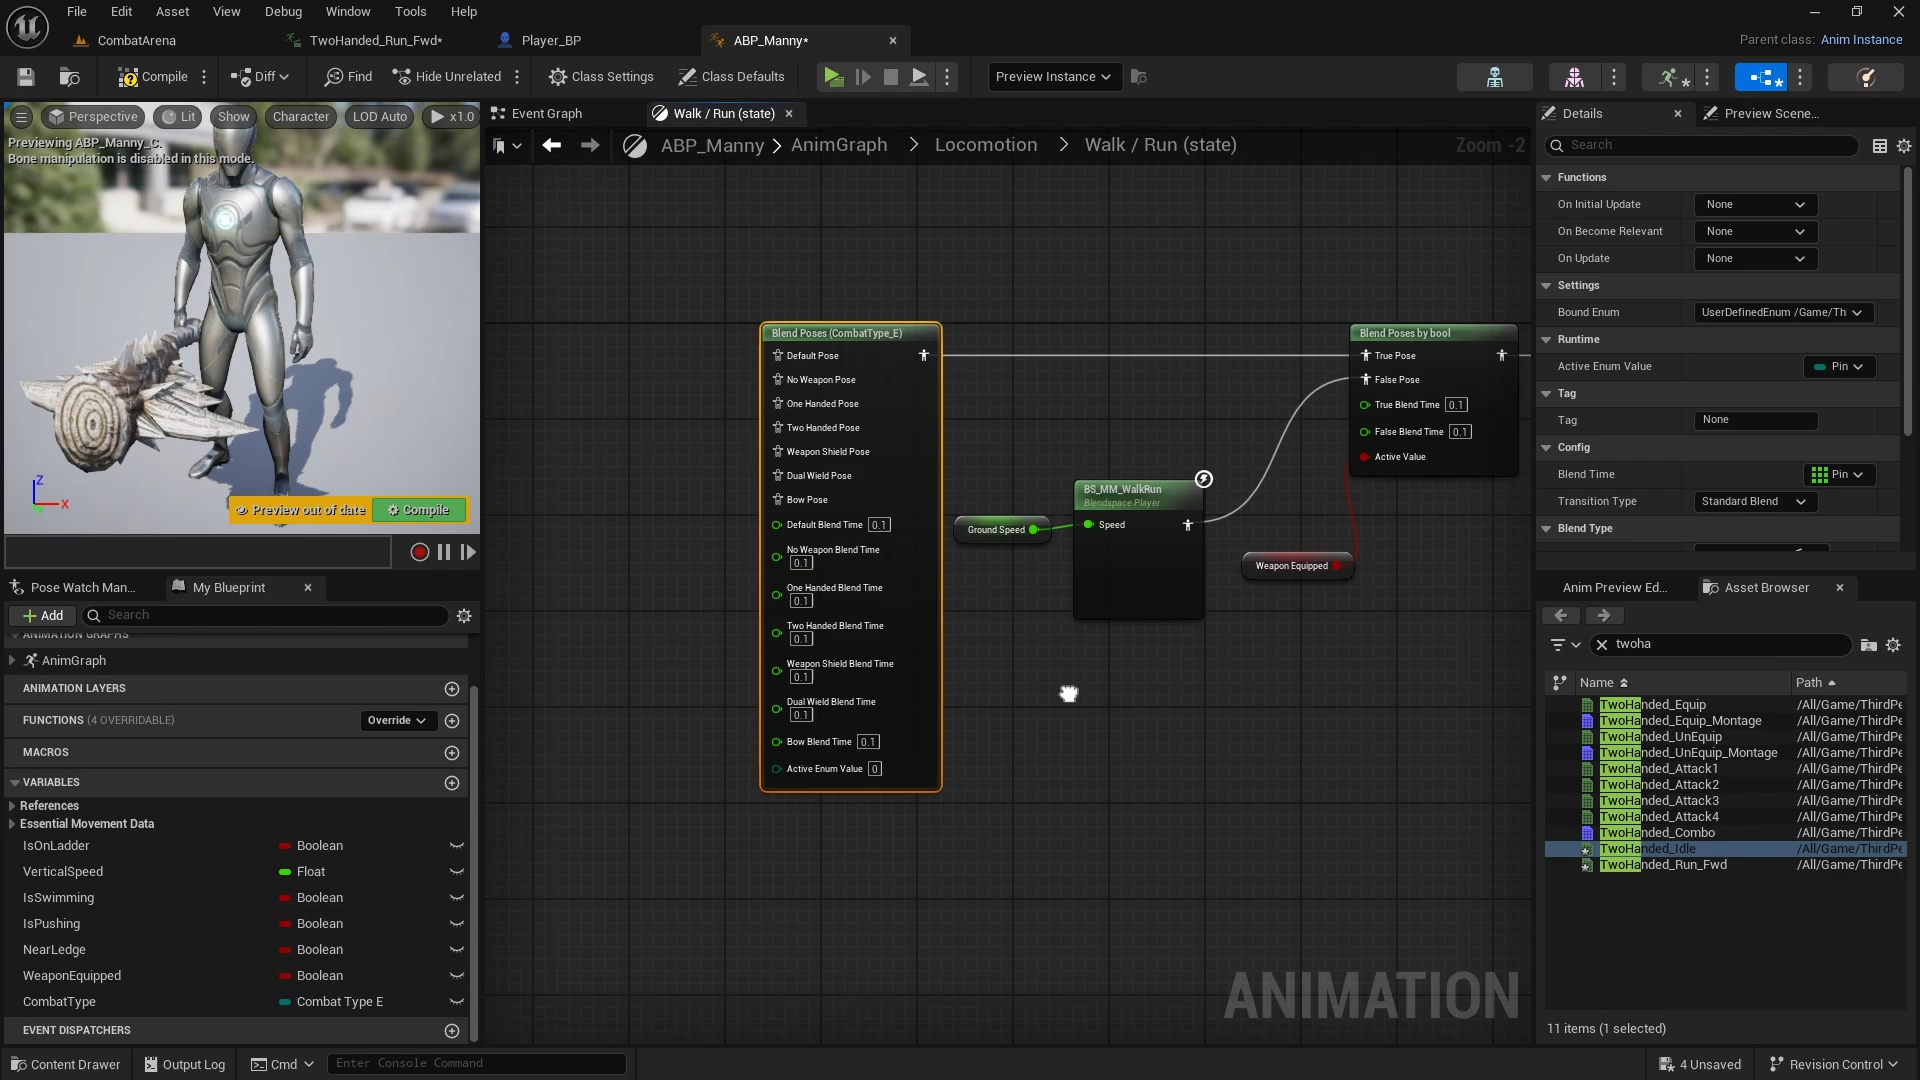 File Edit Asset View Debug Window Tools Help
CombatArena TwoHanded_Run_Fwd* Player_BP ABP_Manny*
Parent class: Anim Instance
Compile Diff Find Hide Unrelated Class Settings Class Defaults Preview Instance
Perspective Lit Show Character LOD Auto x1.0
Previewing ABP_Manny_C.
Bone manipulation is disabled in this mode.
Preview out of date Compile
Pose Watch Man... My Blueprint
Add Search
ANIMATION GRAPHS
AnimGraph
ANIMATION LAYERS
FUNCTIONS (4 OVERRIDABLE) Override
MACROS
VARIABLES
References
Essential Movement Data
IsOnLadder Boolean
VerticalSpeed Float
IsSwimming Boolean
IsPushing Boolean
NearLedge Boolean
WeaponEquipped Boolean
CombatType Combat Type E
EVENT DISPATCHERS
Event Graph Walk / Run (state)
ABP_Manny > AnimGraph > Locomotion > Walk / Run (state)
Zoom -2
Blend Poses (CombatType_E)
Default Pose
No Weapon Pose
One Handed Pose
Two Handed Pose
Weapon Shield Pose
Dual Wield Pose
Bow Pose
Default Blend Time 0.1
No Weapon Blend Time
0.1
One Handed Blend Time
0.1
Two Handed Blend Time
0.1
Weapon Shield Blend Time
0.1
Dual Wield Blend Time
0.1
Bow Blend Time 0.1
Active Enum Value 0
Ground Speed
BS_MM_WalkRun
Blendspace Player
Speed
Weapon Equipped
Blend Poses by bool
True Pose
False Pose
True Blend Time 0.1
False Blend Time 0.1
Active Value
ANIMATION
Details Preview Scene...
Search
Functions
On Initial Update None
On Become Relevant None
On Update None
Settings
Bound Enum UserDefinedEnum /Game/Th
Runtime
Active Enum Value Pin
Tag
Tag None
Config
Blend Time Pin
Transition Type Standard Blend
Blend Type
Anim Preview Ed... Asset Browser
twoha
Name Path
TwoHanded_Equip /All/Game/ThirdPe
TwoHanded_Equip_Montage /All/Game/ThirdPe
TwoHanded_UnEquip /All/Game/ThirdPe
TwoHanded_UnEquip_Montage /All/Game/ThirdPe
TwoHanded_Attack1 /All/Game/ThirdPe
TwoHanded_Attack2 /All/Game/ThirdPe
TwoHanded_Attack3 /All/Game/ThirdPe
TwoHanded_Attack4 /All/Game/ThirdPe
TwoHanded_Combo /All/Game/ThirdPe
TwoHanded_Idle /All/Game/ThirdPe
TwoHanded_Run_Fwd /All/Game/ThirdPe
11 items (1 selected)
Content Drawer Output Log Cmd Enter Console Command 4 Unsaved Revision Control